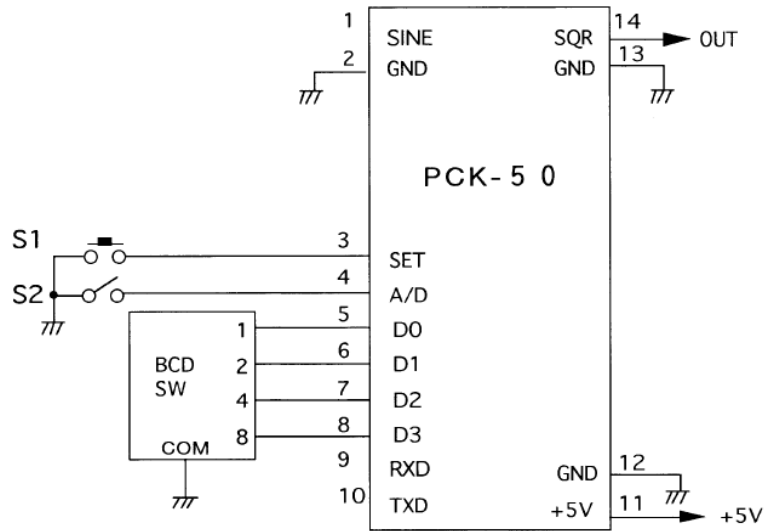 1
SINE
SQR
14
OUT
2
GND
GND
13
PCK-50
S1
3
SET
S2
4
A/D
5
D0
1
6
D1
BCD
SW
2
7
D2
4
8
D3
8
COM
9
RXD
GND
12
10
TXD
+5V
11
+5V